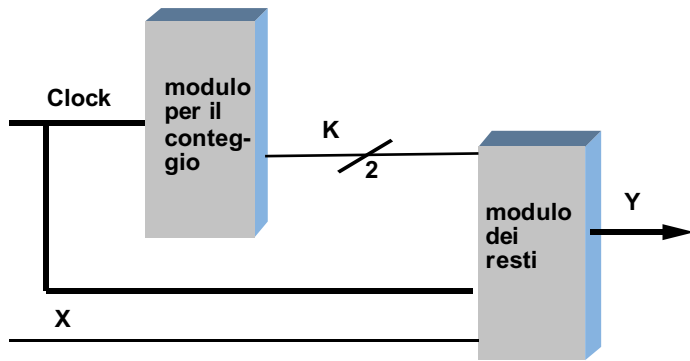 Clock
modulo
per il
conteg-
gio
K
2
modulo
dei
resti
Y
X